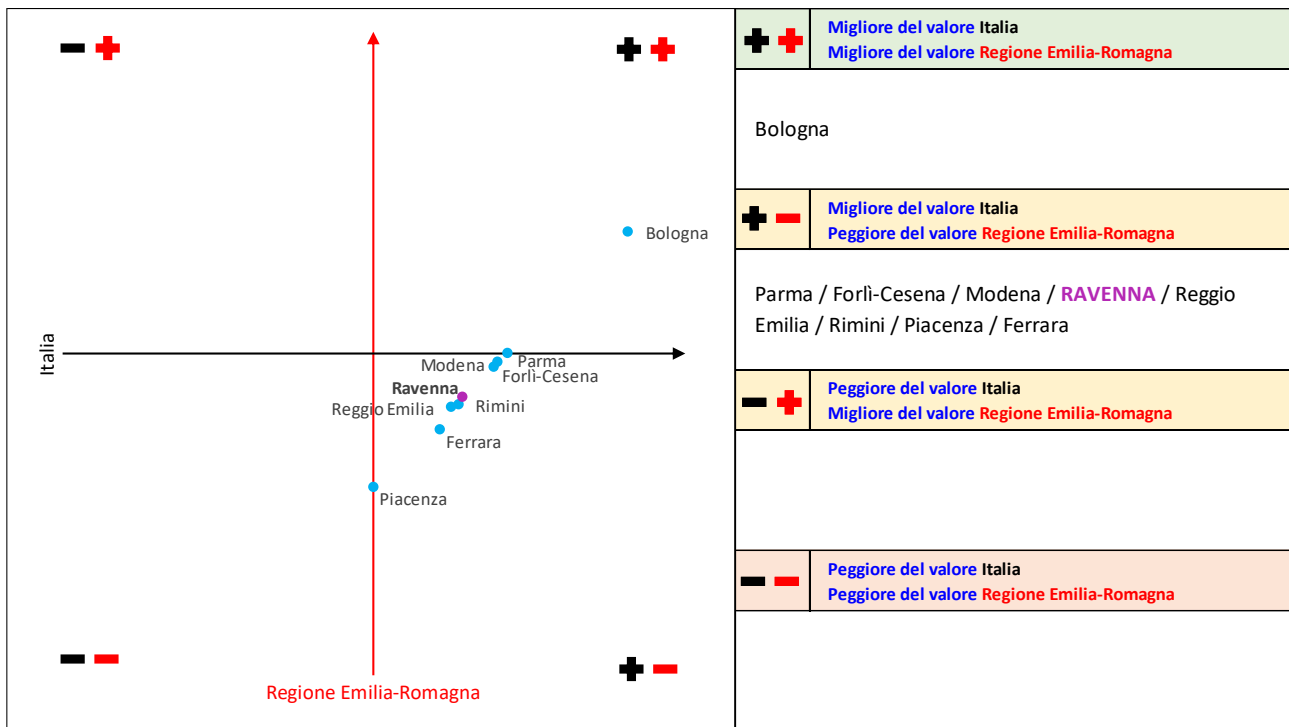 Italia
Bologna
Parma
Modena
Forlì-Cesena
Ravenna
Reggio Emilia
Rimini
Ferrara
Piacenza
Regione Emilia-Romagna
Migliore del valore Italia
Migliore del valore Regione Emilia-Romagna
Bologna
Migliore del valore Italia
Peggiore del valore Regione Emilia-Romagna
Parma / Forlì-Cesena / Modena / RAVENNA / Reggio
Emilia / Rimini / Piacenza / Ferrara
Peggiore del valore Italia
Migliore del valore Regione Emilia-Romagna
Peggiore del valore Italia
Peggiore del valore Regione Emilia-Romagna